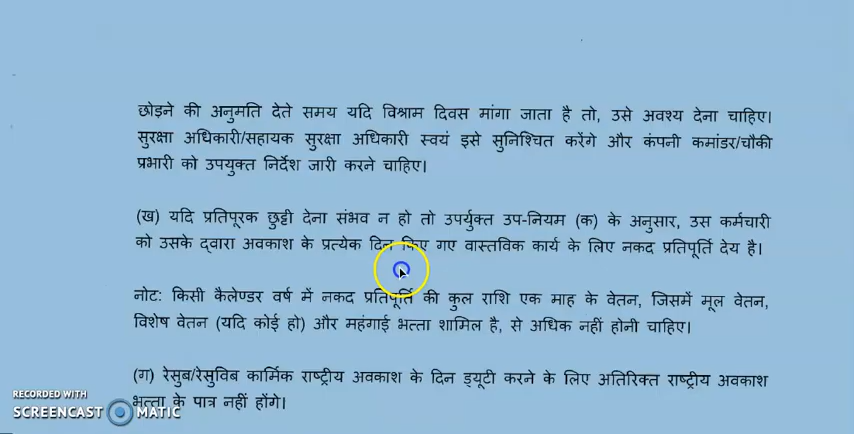 छोड़ने की अनुमति देते समय यदि विश्राम दिवस मांगा जाता है तो, उसे अवश्य देना चाहिए।
सुरक्षा अधिकारी/सहायक सुरक्षा अधिकारी स्वयं इसे सुनिश्चित करेंगे और कंपनी कमांडर/चौकी
प्रभारी को उपयुक्त निर्देश जारी करने चाहिए।
(ख) यदि प्रतिपूरक छुट्टी देना संभव न हो तो उपर्युक्त उप-नियम (क) के अनुसार, उस कर्मचारी
को उसके द्वारा अवकाश के प्रत्येक दिन किए गए वास्तविक कार्य के लिए नकद प्रतिपूर्ति देय है।
नोट: किसी कैलेण्डर वर्ष में नकद प्रतिपूर्ति की कुल राशि एक माह के वेतन, जिसमें मूल वेतन,
विशेष वेतन (यदि कोई हो) और महंगाई भत्ता शामिल है, से अधिक नहीं होनी चाहिए।
(ग) रेसुब/रेसुविब कार्मिक राष्ट्रीय अवकाश के दिन ड्यूटी करने के लिए अतिरिक्त राष्ट्रीय अवकाश
भत्ता के पात्र नहीं होंगे।
RECORDED WITH
SCREENCAST MATIC